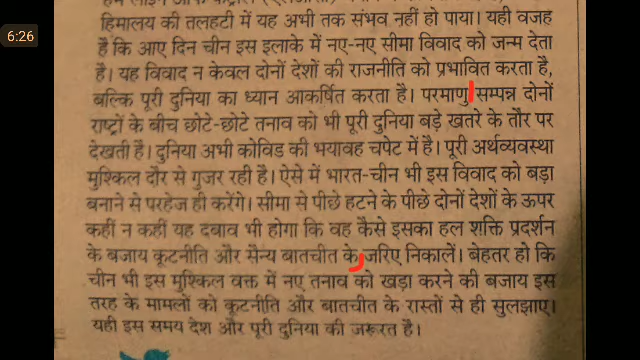 हिमालय की तलहटी में यह अभी तक संभव नहीं हो पाया। यही वजह
है कि आए दिन चीन इस इलाके में नए-नए सीमा विवाद को जन्म देता
है। यह विवाद न केवल दोनों देशों की राजनीति को प्रभावित करता है,
बल्कि पूरी दुनिया का ध्यान आकर्षित करता है। परमाणु सम्पन्न दोनों
राष्ट्रों के बीच छोटे-छोटे तनाव को भी पूरी दुनिया बड़े खतरे के तौर पर
देखती है। दुनिया अभी कोविड की भयावह चपेट में है। पूरी अर्थव्यवस्था
मुश्किल दौर से गुजर रही है। ऐसे में भारत-चीन भी इस विवाद को बड़ा
बनाने से परहेज ही करेंगे। सीमा से पीछे हटने के पीछे दोनों देशों के ऊपर
कहीं न कहीं यह दबाव भी होगा कि वह कैसे इसका हल शक्ति प्रदर्शन
के बजाय कूटनीति और सैन्य बातचीत के जरिए निकालें। बेहतर हो कि
चीन भी इस मुश्किल वक्त में नए तनाव को खड़ा करने की बजाय इस
तरह के मामलों को कूटनीति और बातचीत के रास्तों से ही सुलझाए।
यही इस समय देश और पूरी दुनिया की जरूरत है।
6:26